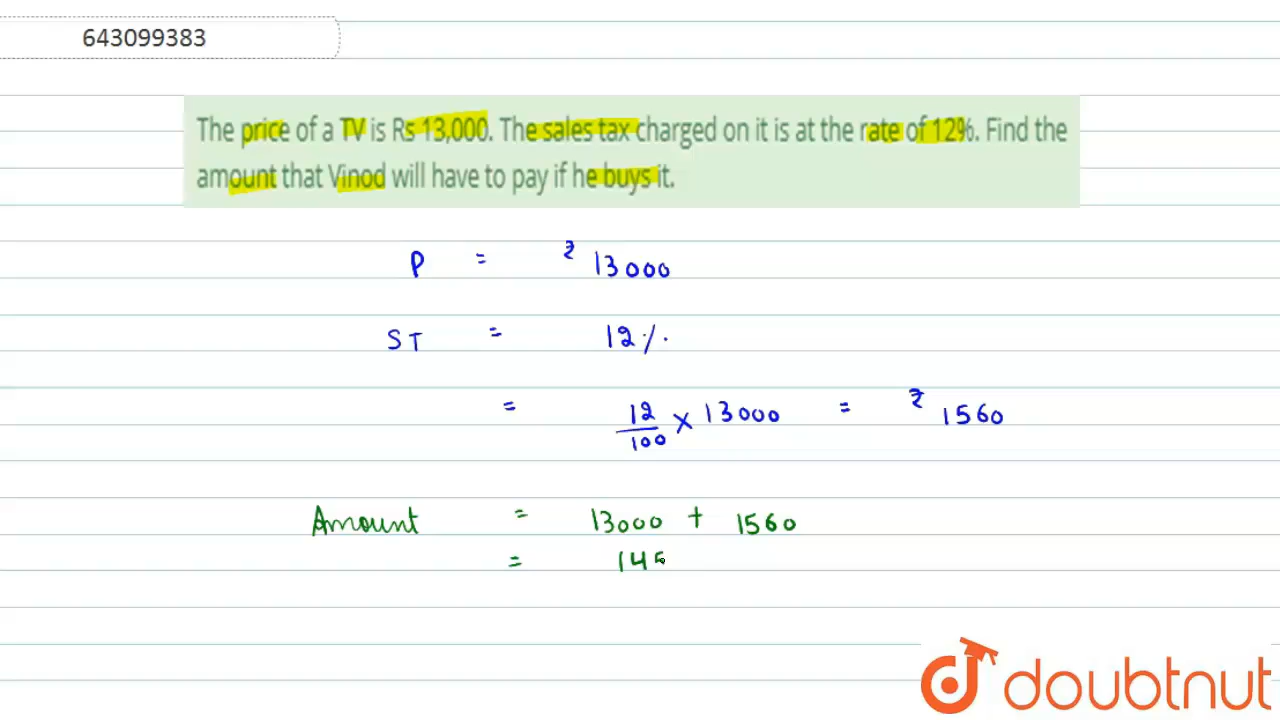 643099383
The price of a TV is Rs 13,000. The sales tax charged on it is at the rate of 12%. Find the
amount that Vinod will have to pay if he buys it.
P = ₹ 13000
ST = 12%
= 12/100 × 13000 = ₹ 1560
Amount = 13000 + 1560
= 145
doubtnut